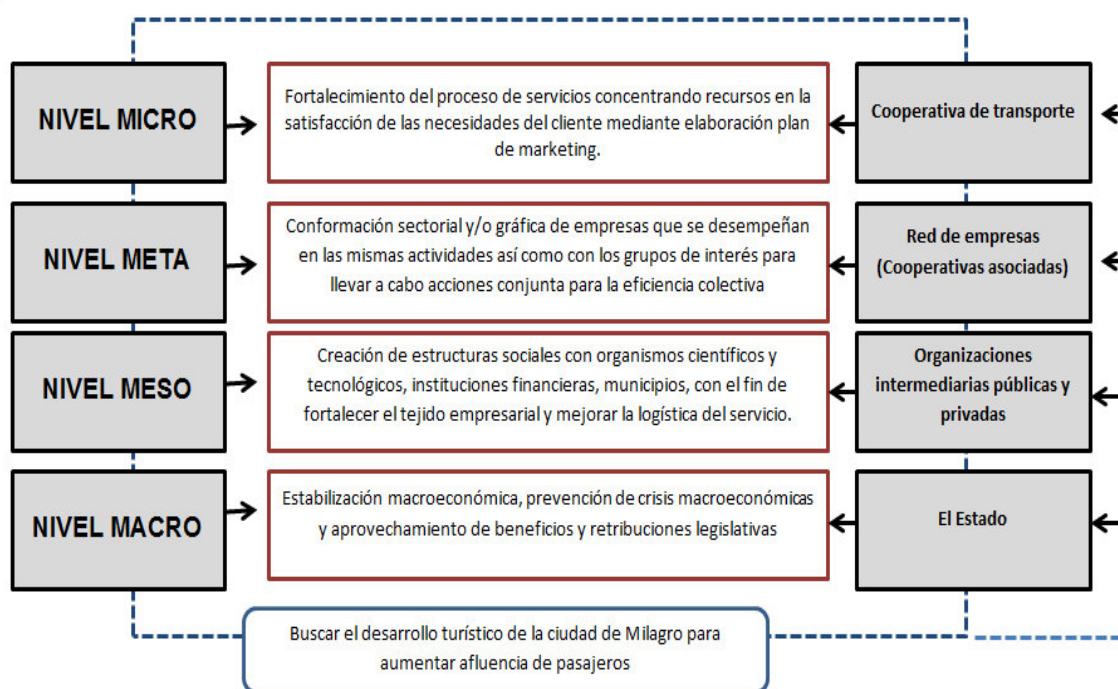 NIVEL MICRO
Fortalecimiento del proceso de servicios concentrando recursos en la
satisfacción de las necesidades del cliente mediante elaboración plan
de marketing.
Cooperativa de transporte
NIVEL META
Conformación sectorial y/o gráfica de empresas que se desempeñan
en las mismas actividades así como con los grupos de interés para
llevar a cabo acciones conjunta para la eficiencia colectiva
Red de empresas
(Cooperativas asociadas)
NIVEL MESO
Creación de estructuras sociales con organismos científicos y
tecnológicos, instituciones financieras, municipios, con el fin de
fortalecer el tejido empresarial y mejorar la logística del servicio.
Organizaciones
intermediarias públicas y
privadas
NIVEL MACRO
Estabilización macroeconómica, prevención de crisis macroeconómicas
y aprovechamiento de beneficios y retribuciones legislativas
El Estado
Buscar el desarrollo turístico de la ciudad de Milagro para
aumentar afluencia de pasajeros